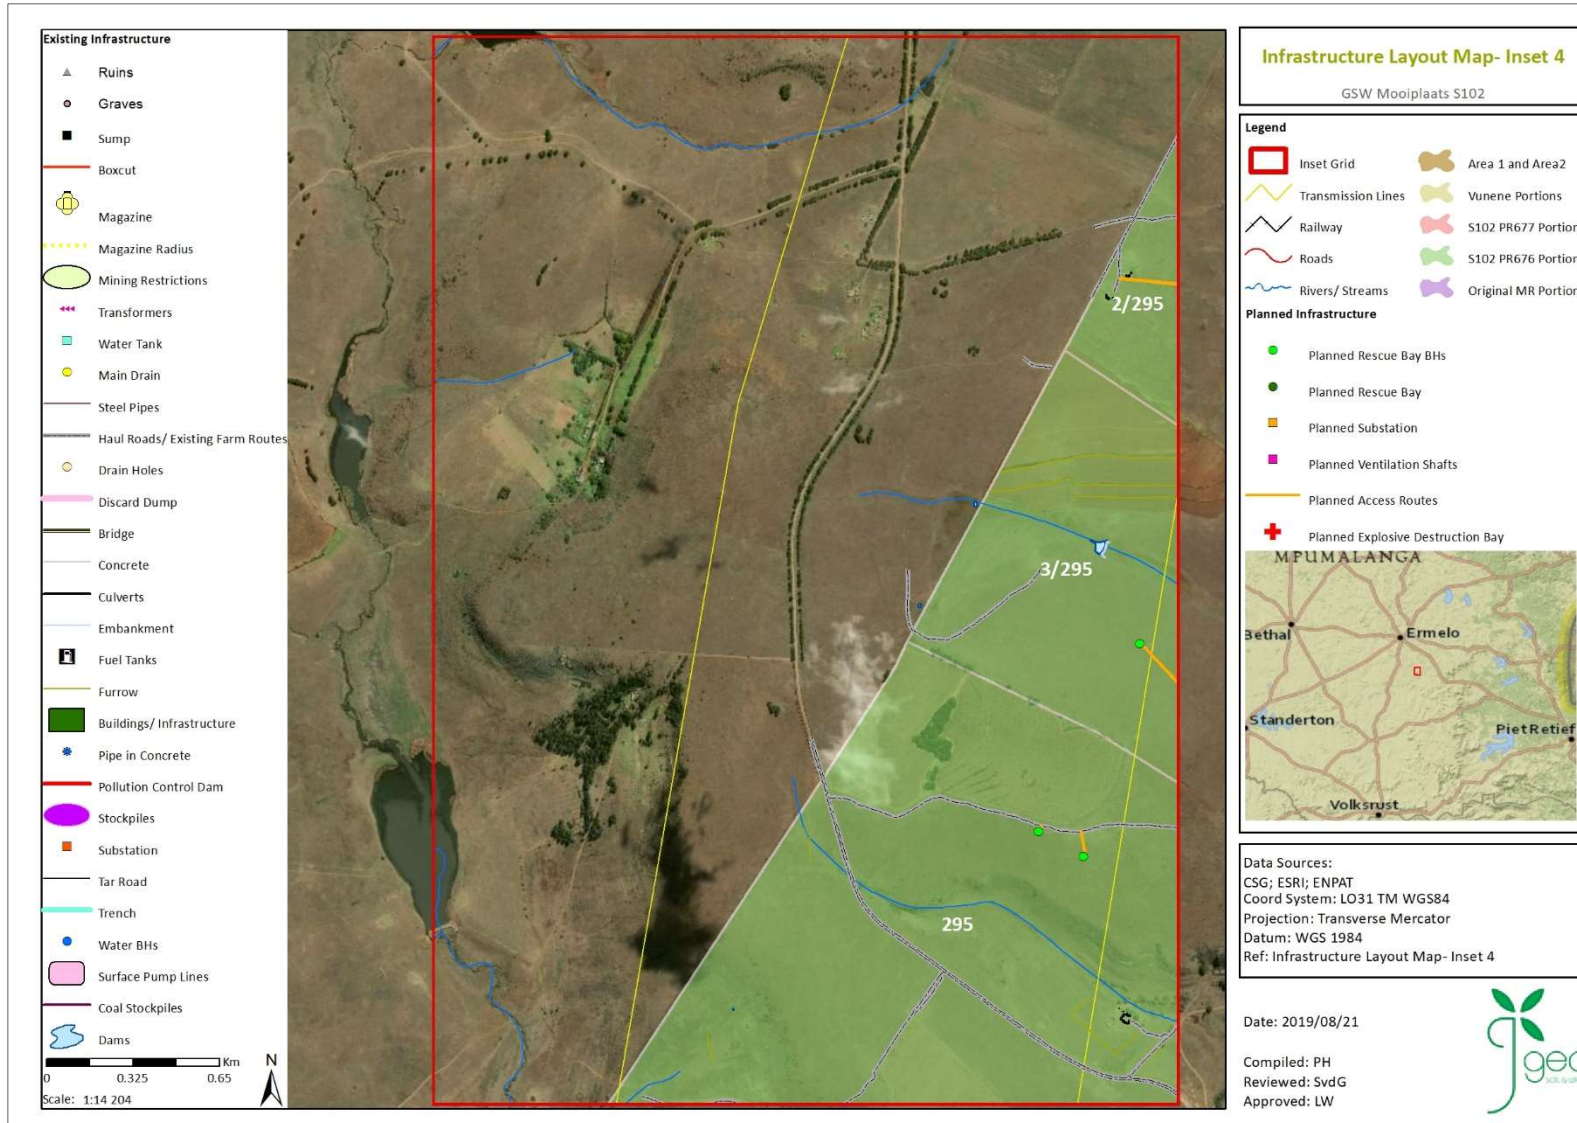 Existing Infrastructure
Ruins
Graves
Sump
Boxcut
Magazine
Magazine Radius
Mining Restrictions
Transformers
Water Tank
Main Drain
Steel Pipes
Haul Roads/ Existing Farm Routes
Drain Holes
Discard Dump
Bridge
Concrete
Culverts
Embankment
Fuel Tanks
Furrow
Buildings/ Infrastructure
Pipe in Concrete
Pollution Control Dam
Stockpiles
Substation
Tar Road
Trench
Water BHs
Surface Pump Lines
Coal Stockpiles
Dams
Km
0 0.325 0.65
Scale: 1:14 204
N
2/295
3/295
295
Infrastructure Layout Map- Inset 4
GSW Mooiplaats S102
Legend
Inset Grid
Transmission Lines
Railway
Roads
Rivers/ Streams
Area 1 and Area2
Vunene Portions
S102 PR677 Portion
S102 PR676 Portion
Original MR Portion
Planned Infrastructure
Planned Rescue Bay BHs
Planned Rescue Bay
Planned Substation
Planned Ventilation Shafts
Planned Access Routes
Planned Explosive Destruction Bay
MPUMALANGA
Bethal
Ermelo
Standerton
Piet Retief
Volksrust
Data Sources:
CSG; ESRI; ENPAT
Coord System: LO31 TM WGS84
Projection: Transverse Mercator
Datum: WGS 1984
Ref: Infrastructure Layout Map- Inset 4
Date: 2019/08/21
Compiled: PH
Reviewed: SvdG
Approved: LW
geo